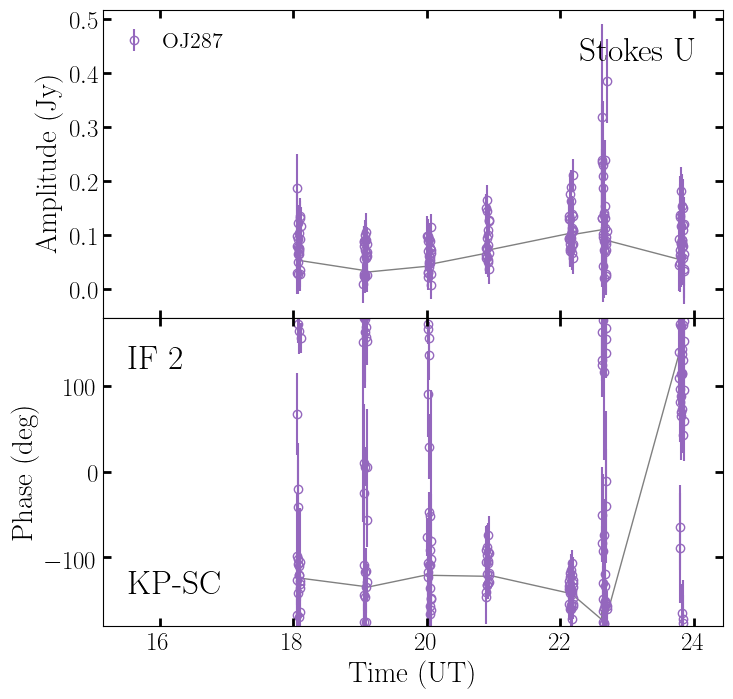 0.5
OJ287
Stokes U
0.4
0.3
0.2
0.1
0.0
Amplitude (Jy)
IF 2
100
0
−100
KP-SC
Phase (deg)
16 18 20 22 24
Time (UT)